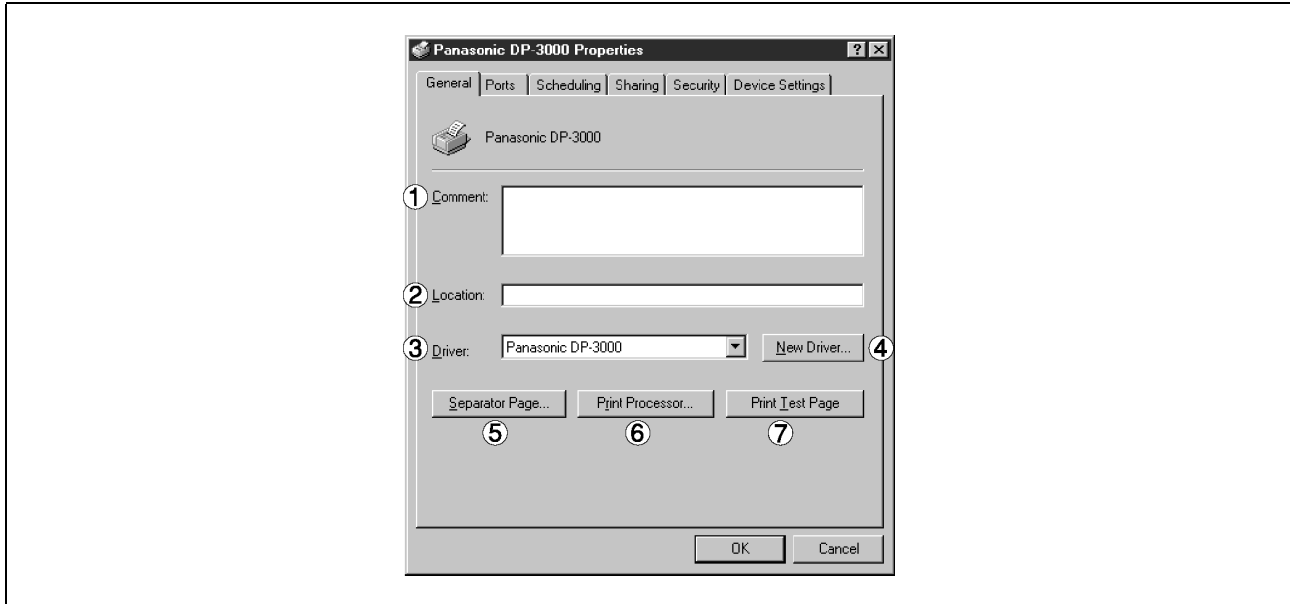 Panasonic DP-3000 Properties
General Ports Scheduling Sharing Security Device Settings
Panasonic DP-3000
① Comment:
② Location:
③ Driver: Panasonic DP-3000 New Driver... ④
Separator Page... Print Processor... Print Test Page
⑤ ⑥ ⑦
OK Cancel